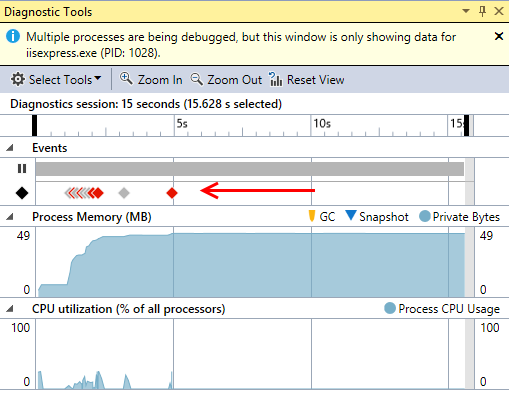 Diagnostic Tools
Multiple processes are being debugged, but this window is only showing data for
iisexpress.exe (PID: 1028).
Select Tools Zoom In Zoom Out Reset View
Diagnostics session: 15 seconds (15.628 s selected)
5s 10s 15s
Events
Process Memory (MB) GC Snapshot Private Bytes
49 49
0 0
CPU utilization (% of all processors) Process CPU Usage
100 100
0 0